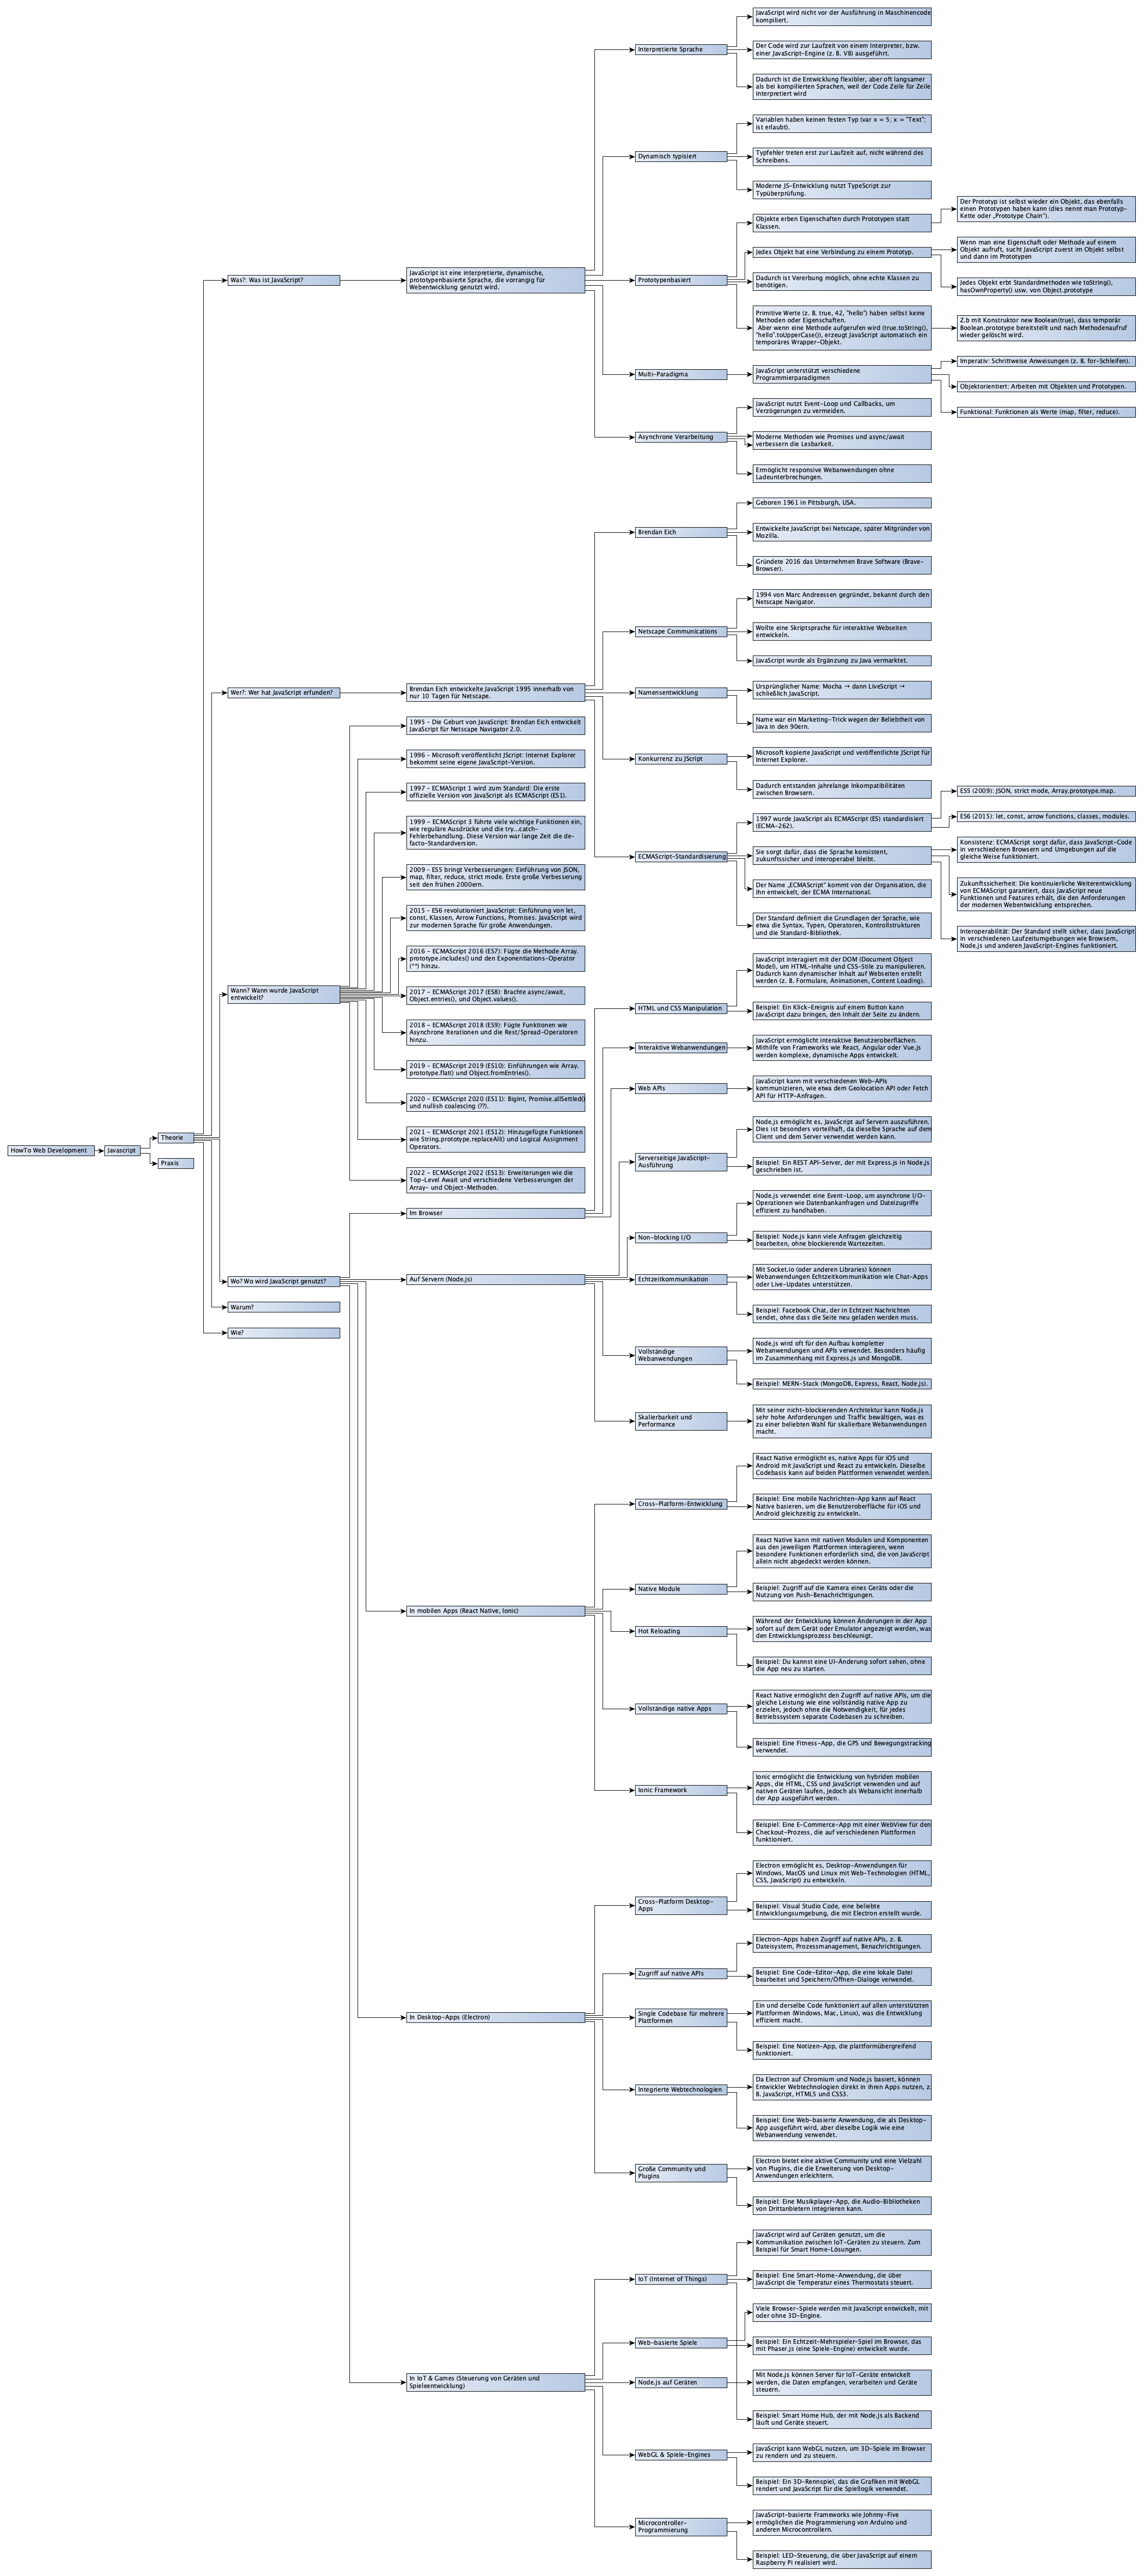 HowTo Web Development
Javascript
Theorie
Was?: Was ist JavaScript?
JavaScript ist eine interpretierte, dynamische,
prototypenbasierte Sprache, die vorrangig für
Webentwicklung genutzt wird.
Interpretierte Sprache
JavaScript wird nicht vor der Ausführung in Maschinencode
kompiliert.
Der Code wird zur Laufzeit von einem Interpreter, bzw.
einer JavaScript-Engine (z. B. V8) ausgeführt.
Dadurch ist die Entwicklung flexibler, aber oft langsamer
als bei kompilierten Sprachen, weil der Code Zeile für Zeile
interpretiert wird
Dynamisch typisiert
Variablen haben keinen festen Typ (var x = 5; x = "Text";
ist erlaubt).
Typfehler treten erst zur Laufzeit auf, nicht während des
Schreibens.
Moderne JS-Entwicklung nutzt TypeScript zur
Typüberprüfung.
Prototypenbasiert
Objekte erben Eigenschaften durch Prototypen statt
Klassen.
Der Prototyp ist selbst wieder ein Objekt, das ebenfalls
einen Prototypen haben kann (dies nennt man Prototyp-
Kette oder „Prototype Chain").
Jedes Objekt hat eine Verbindung zu einem Prototyp.
Wenn man eine Eigenschaft oder Methode auf einem
Objekt aufruft, sucht JavaScript zuerst im Objekt selbst
und dann im Prototypen
Jedes Objekt erbt Standardmethoden wie toString(),
hasOwnProperty() usw. von Object.prototype
Dadurch ist Vererbung möglich, ohne echte Klassen zu
benötigen.
Primitive Werte (z. B. true, 42, "hello") haben selbst keine
Methoden oder Eigenschaften.
Aber wenn eine Methode aufgerufen wird (true.toString(),
"hello".toUpperCase()), erzeugt JavaScript automatisch ein
temporäres Wrapper-Objekt.
Z.b mit Konstruktor new Boolean(true), dass temporär
Boolean.prototype bereitstellt und nach Methodenaufruf
wieder gelöscht wird.
Multi-Paradigma
JavaScript unterstützt verschiedene
Programmierparadigmen
Imperativ: Schrittweise Anweisungen (z. B. for-Schleifen).
Objektorientiert: Arbeiten mit Objekten und Prototypen.
Funktional: Funktionen als Werte (map, filter, reduce).
Asynchrone Verarbeitung
JavaScript nutzt Event-Loop und Callbacks, um
Verzögerungen zu vermeiden.
Moderne Methoden wie Promises und async/await
verbessern die Lesbarkeit.
Ermöglicht responsive Webanwendungen ohne
Ladeunterbrechungen.
Wer?: Wer hat JavaScript erfunden?
Brendan Eich entwickelte JavaScript 1995 innerhalb von
nur 10 Tagen für Netscape.
Brendan Eich
Geboren 1961 in Pittsburgh, USA.
Entwickelte JavaScript bei Netscape, später Mitgründer von
Mozilla.
Gründete 2016 das Unternehmen Brave Software (Brave-
Browser).
Netscape Communications
1994 von Marc Andreessen gegründet, bekannt durch den
Netscape Navigator.
Wollte eine Skriptsprache für interaktive Webseiten
entwickeln.
JavaScript wurde als Ergänzung zu Java vermarktet.
Namensentwicklung
Ursprünglicher Name: Mocha → dann LiveScript →
schließlich JavaScript.
Name war ein Marketing-Trick wegen der Beliebtheit von
Java in den 90ern.
Konkurrenz zu JScript
Microsoft kopierte JavaScript und veröffentlichte JScript für
Internet Explorer.
Dadurch entstanden jahrelange Inkompatibilitäten
zwischen Browsern.
ECMAScript-Standardisierung
1997 wurde JavaScript als ECMAScript (ES) standardisiert
(ECMA-262).
ES5 (2009): JSON, strict mode, Array.prototype.map.
ES6 (2015): let, const, arrow functions, classes, modules.
Sie sorgt dafür, dass die Sprache konsistent,
zukunftssicher und interoperabel bleibt.
Konsistenz: ECMAScript sorgt dafür, dass JavaScript-Code
in verschiedenen Browsern und Umgebungen auf die
gleiche Weise funktioniert.
Zukunftssicherheit: Die kontinuierliche Weiterentwicklung
von ECMAScript garantiert, dass JavaScript neue
Funktionen und Features erhält, die den Anforderungen
der modernen Webentwicklung entsprechen.
Interoperabilität: Der Standard stellt sicher, dass JavaScript
in verschiedenen Laufzeitumgebungen wie Browsern,
Node.js und anderen JavaScript-Engines funktioniert.
Der Name „ECMAScript" kommt von der Organisation, die
ihn entwickelt, der ECMA International.
Der Standard definiert die Grundlagen der Sprache, wie
etwa die Syntax, Typen, Operatoren, Kontrollstrukturen
und die Standard-Bibliothek.
Wann? Wann wurde JavaScript
entwickelt?
1995 – Die Geburt von JavaScript: Brendan Eich entwickelt
JavaScript für Netscape Navigator 2.0.
1996 – Microsoft veröffentlicht JScript: Internet Explorer
bekommt seine eigene JavaScript-Version.
1997 – ECMAScript 1 wird zum Standard: Die erste
offizielle Version von JavaScript als ECMAScript (ES1).
1999 – ECMAScript 3 führte viele wichtige Funktionen ein,
wie reguläre Ausdrücke und die try...catch-
Fehlerbehandlung. Diese Version war lange Zeit die de-
facto-Standardversion.
2009 – ES5 bringt Verbesserungen: Einführung von JSON,
map, filter, reduce, strict mode. Erste große Verbesserung
seit den frühen 2000ern.
2015 – ES6 revolutioniert JavaScript: Einführung von let,
const, Klassen, Arrow Functions, Promises. JavaScript wird
zur modernen Sprache für große Anwendungen.
2016 – ECMAScript 2016 (ES7): Fügte die Methode Array.
prototype.includes() und den Exponentiations-Operator
(**) hinzu.
2017 – ECMAScript 2017 (ES8): Brachte async/await,
Object.entries(), und Object.values().
2018 – ECMAScript 2018 (ES9): Fügte Funktionen wie
Asynchrone Iterationen und die Rest/Spread-Operatoren
hinzu.
2019 – ECMAScript 2019 (ES10): Einführungen wie Array.
prototype.flat() und Object.fromEntries().
2020 – ECMAScript 2020 (ES11): BigInt, Promise.allSettled()
und nullish coalescing (??).
2021 – ECMAScript 2021 (ES12): Hinzugefügte Funktionen
wie String.prototype.replaceAll() und Logical Assignment
Operators.
2022 – ECMAScript 2022 (ES13): Erweiterungen wie die
Top-Level Await und verschiedene Verbesserungen der
Array- und Object-Methoden.
Wo? Wo wird JavaScript genutzt?
Im Browser
HTML und CSS Manipulation
JavaScript interagiert mit der DOM (Document Object
Model), um HTML-Inhalte und CSS-Stile zu manipulieren.
Dadurch kann dynamischer Inhalt auf Webseiten erstellt
werden (z. B. Formulare, Animationen, Content Loading).
Beispiel: Ein Klick-Ereignis auf einem Button kann
JavaScript dazu bringen, den Inhalt der Seite zu ändern.
Interaktive Webanwendungen
JavaScript ermöglicht interaktive Benutzeroberflächen.
Mithilfe von Frameworks wie React, Angular oder Vue.js
werden komplexe, dynamische Apps entwickelt.
Web APIs
JavaScript kann mit verschiedenen Web-APIs
kommunizieren, wie etwa dem Geolocation API oder Fetch
API für HTTP-Anfragen.
Auf Servern (Node.js)
Serverseitige JavaScript-
Ausführung
Node.js ermöglicht es, JavaScript auf Servern auszuführen.
Dies ist besonders vorteilhaft, da dieselbe Sprache auf dem
Client und dem Server verwendet werden kann.
Beispiel: Ein REST API-Server, der mit Express.js in Node.js
geschrieben ist.
Non-blocking I/O
Node.js verwendet eine Event-Loop, um asynchrone I/O-
Operationen wie Datenbankanfragen und Dateizugriffe
effizient zu handhaben.
Beispiel: Node.js kann viele Anfragen gleichzeitig
bearbeiten, ohne blockierende Wartezeiten.
Echtzeitkommunikation
Mit Socket.io (oder anderen Libraries) können
Webanwendungen Echtzeitkommunikation wie Chat-Apps
oder Live-Updates unterstützen.
Beispiel: Facebook Chat, der in Echtzeit Nachrichten
sendet, ohne dass die Seite neu geladen werden muss.
Vollständige
Webanwendungen
Node.js wird oft für den Aufbau kompletter
Webanwendungen und APIs verwendet. Besonders häufig
im Zusammenhang mit Express.js und MongoDB.
Beispiel: MERN-Stack (MongoDB, Express, React, Node.js).
Skalierbarkeit und
Performance
Mit seiner nicht-blockierenden Architektur kann Node.js
sehr hohe Anforderungen und Traffic bewältigen, was es
zu einer beliebten Wahl für skalierbare Webanwendungen
macht.
In mobilen Apps (React Native, Ionic)
Cross-Platform-Entwicklung
React Native ermöglicht es, native Apps für iOS und
Android mit JavaScript und React zu entwickeln. Dieselbe
Codebasis kann auf beiden Plattformen verwendet werden.
Beispiel: Eine mobile Nachrichten-App kann auf React
Native basieren, um die Benutzeroberfläche für iOS und
Android gleichzeitig zu entwickeln.
Native Module
React Native kann mit nativen Modulen und Komponenten
aus den jeweiligen Plattformen interagieren, wenn
besondere Funktionen erforderlich sind, die von JavaScript
allein nicht abgedeckt werden können.
Beispiel: Zugriff auf die Kamera eines Geräts oder die
Nutzung von Push-Benachrichtigungen.
Hot Reloading
Während der Entwicklung können Änderungen in der App
sofort auf dem Gerät oder Emulator angezeigt werden, was
den Entwicklungsprozess beschleunigt.
Beispiel: Du kannst eine UI-Änderung sofort sehen, ohne
die App neu zu starten.
Vollständige native Apps
React Native ermöglicht den Zugriff auf native APIs, um die
gleiche Leistung wie eine vollständig native App zu
erzielen, jedoch ohne die Notwendigkeit, für jedes
Betriebssystem separate Codebasen zu schreiben.
Beispiel: Eine Fitness-App, die GPS und Bewegungstracking
verwendet.
Ionic Framework
Ionic ermöglicht die Entwicklung von hybriden mobilen
Apps, die HTML, CSS und JavaScript verwenden und auf
nativen Geräten laufen, jedoch als Webansicht innerhalb
der App ausgeführt werden.
Beispiel: Eine E-Commerce-App mit einer WebView für den
Checkout-Prozess, die auf verschiedenen Plattformen
funktioniert.
In Desktop-Apps (Electron)
Cross-Platform Desktop-
Apps
Electron ermöglicht es, Desktop-Anwendungen für
Windows, MacOS und Linux mit Web-Technologien (HTML,
CSS, JavaScript) zu entwickeln.
Beispiel: Visual Studio Code, eine beliebte
Entwicklungsumgebung, die mit Electron erstellt wurde.
Zugriff auf native APIs
Electron-Apps haben Zugriff auf native APIs, z. B.
Dateisystem, Prozessmanagement, Benachrichtigungen.
Beispiel: Eine Code-Editor-App, die eine lokale Datei
bearbeitet und Speichern/Öffnen-Dialoge verwendet.
Single Codebase für mehrere
Plattformen
Ein und derselbe Code funktioniert auf allen unterstützten
Plattformen (Windows, Mac, Linux), was die Entwicklung
effizient macht.
Beispiel: Eine Notizen-App, die plattformübergreifend
funktioniert.
Integrierte Webtechnologien
Da Electron auf Chromium und Node.js basiert, können
Entwickler Webtechnologien direkt in ihren Apps nutzen, z.
B. JavaScript, HTML5 und CSS3.
Beispiel: Eine Web-basierte Anwendung, die als Desktop-
App ausgeführt wird, aber dieselbe Logik wie eine
Webanwendung verwendet.
Große Community und
Plugins
Electron bietet eine aktive Community und eine Vielzahl
von Plugins, die die Erweiterung von Desktop-
Anwendungen erleichtern.
Beispiel: Eine Musikplayer-App, die Audio-Bibliotheken
von Drittanbietern integrieren kann.
In IoT & Games (Steuerung von Geräten und
Spieleentwicklung)
IoT (Internet of Things)
JavaScript wird auf Geräten genutzt, um die
Kommunikation zwischen IoT-Geräten zu steuern. Zum
Beispiel für Smart Home-Lösungen.
Beispiel: Eine Smart-Home-Anwendung, die über
JavaScript die Temperatur eines Thermostats steuert.
Web-basierte Spiele
Viele Browser-Spiele werden mit JavaScript entwickelt, mit
oder ohne 3D-Engine.
Beispiel: Ein Echtzeit-Mehrspieler-Spiel im Browser, das
mit Phaser.js (eine Spiele-Engine) entwickelt wurde.
Node.js auf Geräten
Mit Node.js können Server für IoT-Geräte entwickelt
werden, die Daten empfangen, verarbeiten und Geräte
steuern.
Beispiel: Smart Home Hub, der mit Node.js als Backend
läuft und Geräte steuert.
WebGL & Spiele-Engines
JavaScript kann WebGL nutzen, um 3D-Spiele im Browser
zu rendern und zu steuern.
Beispiel: Ein 3D-Rennspiel, das die Grafiken mit WebGL
rendert und JavaScript für die Spiellogik verwendet.
Microcontroller-
Programmierung
JavaScript-basierte Frameworks wie Johnny-Five
ermöglichen die Programmierung von Arduino und
anderen Microcontrollern.
Beispiel: LED-Steuerung, die über JavaScript auf einem
Raspberry Pi realisiert wird.
Warum?
Wie?
Praxis